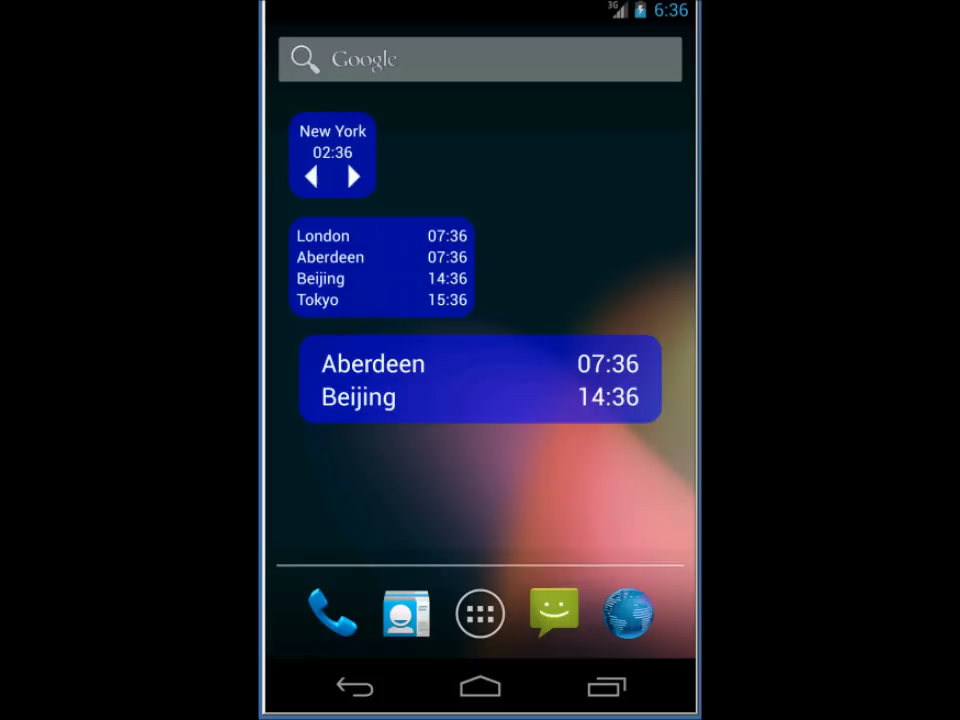 3G 6:36
Google
New York
02:36
London 07:36
Aberdeen 07:36
Beijing 14:36
Tokyo 15:36
Aberdeen 07:36
Beijing 14:36